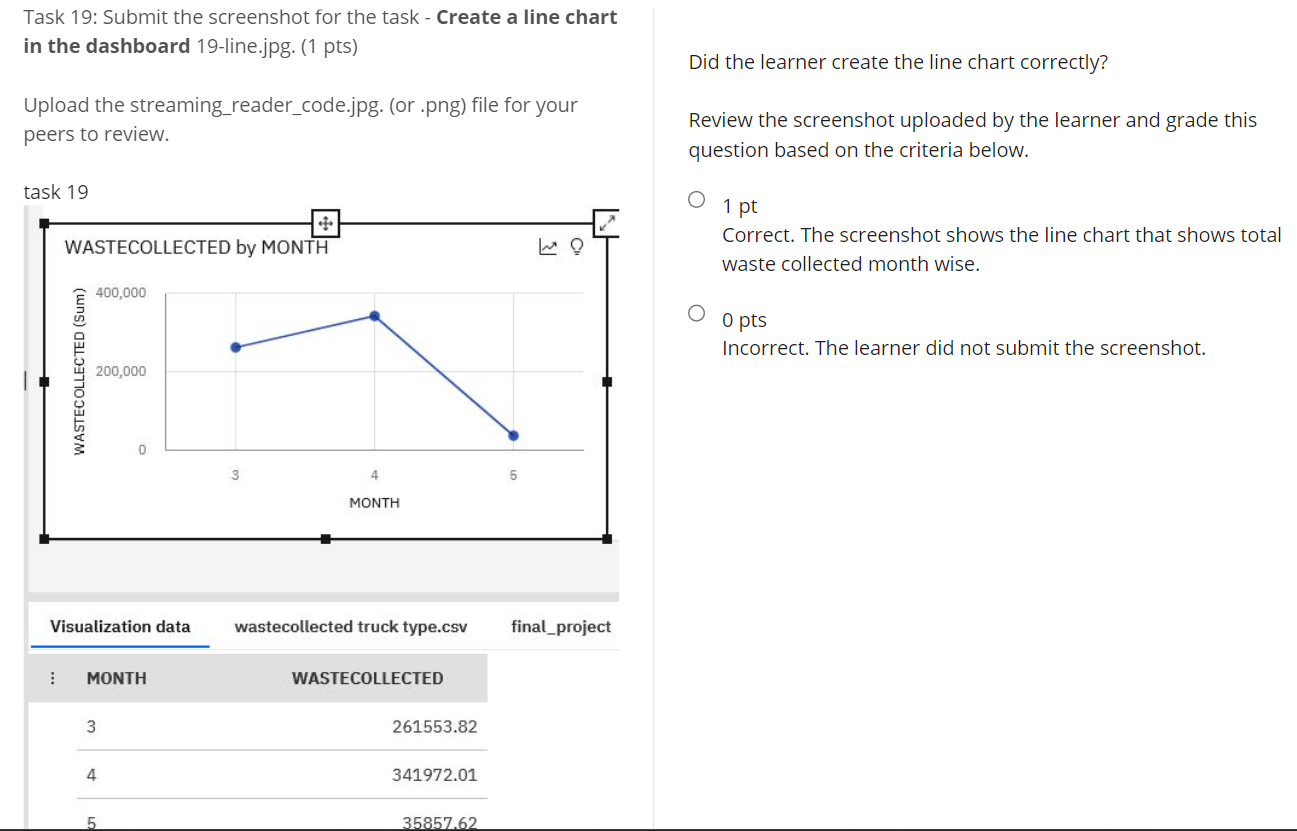 Task 19: Submit the screenshot for the task - Create a line chart
in the dashboard 19-line.jpg. (1 pts)
Upload the streaming_reader_code.jpg. (or .png) file for your
peers to review.
task 19
WASTECOLLECTED by MONTH
WASTECOLLECTED (Sum)
400,000
200,000
0
3 4 5
MONTH
Visualization data wastecollected truck type.csv final_project
MONTH WASTECOLLECTED
3 261553.82
4 341972.01
5 35857.62
Did the learner create the line chart correctly?
Review the screenshot uploaded by the learner and grade this
question based on the criteria below.
1 pt
Correct. The screenshot shows the line chart that shows total
waste collected month wise.
0 pts
Incorrect. The learner did not submit the screenshot.